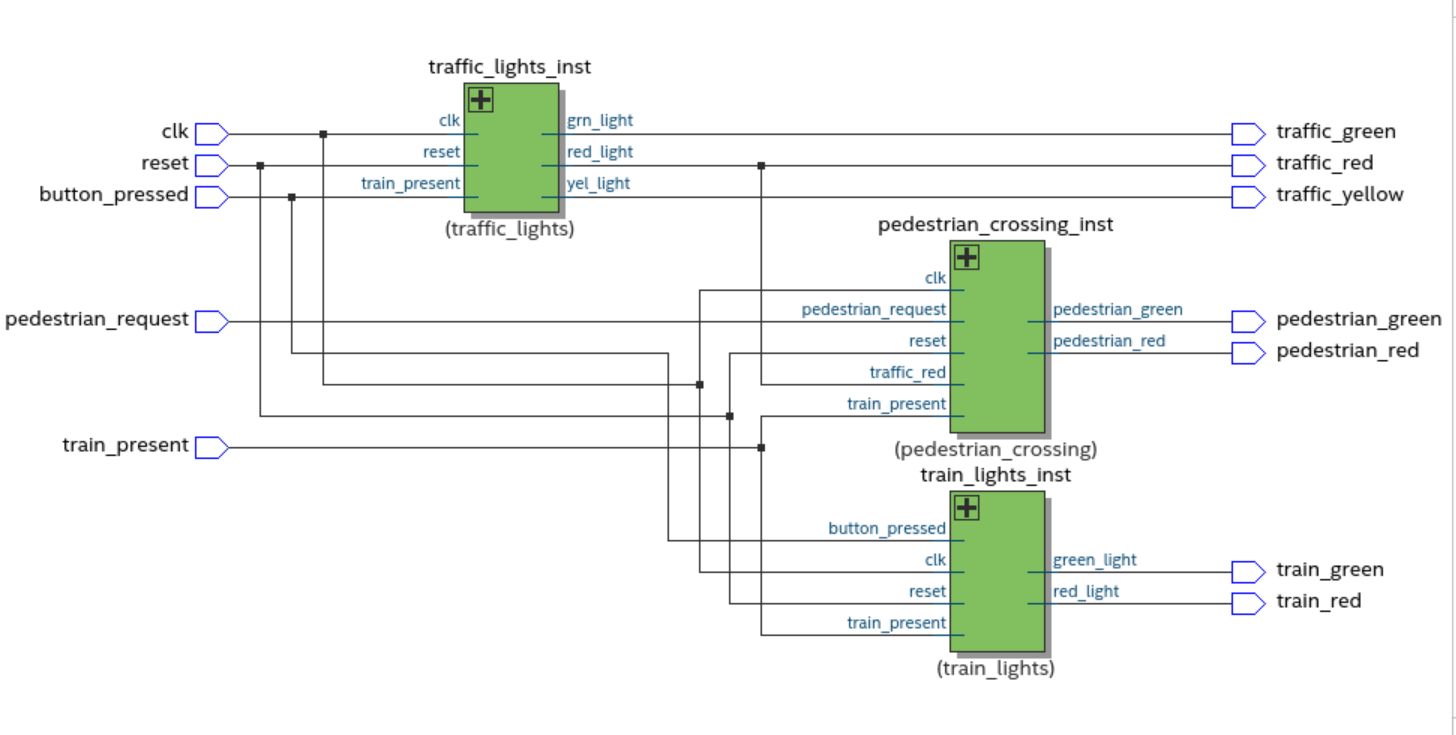 traffic_lights_inst
clk
reset
button_pressed
clk
reset
train_present
grn_light
red_light
yel_light
traffic_green
traffic_red
traffic_yellow
(traffic_lights)
pedestrian_crossing_inst
pedestrian_request
train_present
clk
pedestrian_request
reset
traffic_red
train_present
pedestrian_green
pedestrian_red
pedestrian_green
pedestrian_red
(pedestrian_crossing)
train_lights_inst
button_pressed
clk
reset
train_present
green_light
red_light
train_green
train_red
(train_lights)